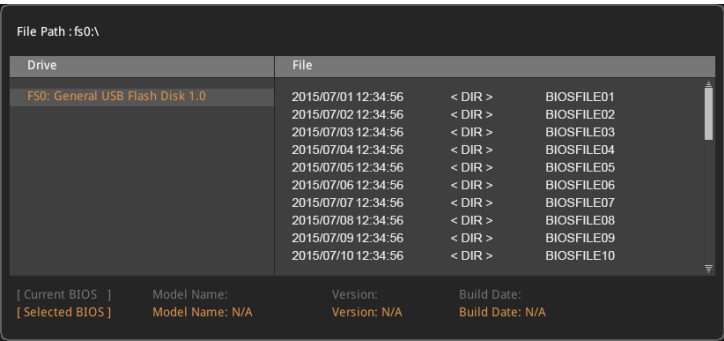 File Path : fs0:\
Drive File
FS0: General USB Flash Disk 1.0
2015/07/01 12:34:56 < DIR > BIOSFILE01
2015/07/02 12:34:56 < DIR > BIOSFILE02
2015/07/03 12:34:56 < DIR > BIOSFILE03
2015/07/04 12:34:56 < DIR > BIOSFILE04
2015/07/05 12:34:56 < DIR > BIOSFILE05
2015/07/06 12:34:56 < DIR > BIOSFILE06
2015/07/07 12:34:56 < DIR > BIOSFILE07
2015/07/08 12:34:56 < DIR > BIOSFILE08
2015/07/09 12:34:56 < DIR > BIOSFILE09
2015/07/10 12:34:56 < DIR > BIOSFILE10
[ Current BIOS ] Model Name: Version: Build Date:
[ Selected BIOS ] Model Name: N/A Version: N/A Build Date: N/A